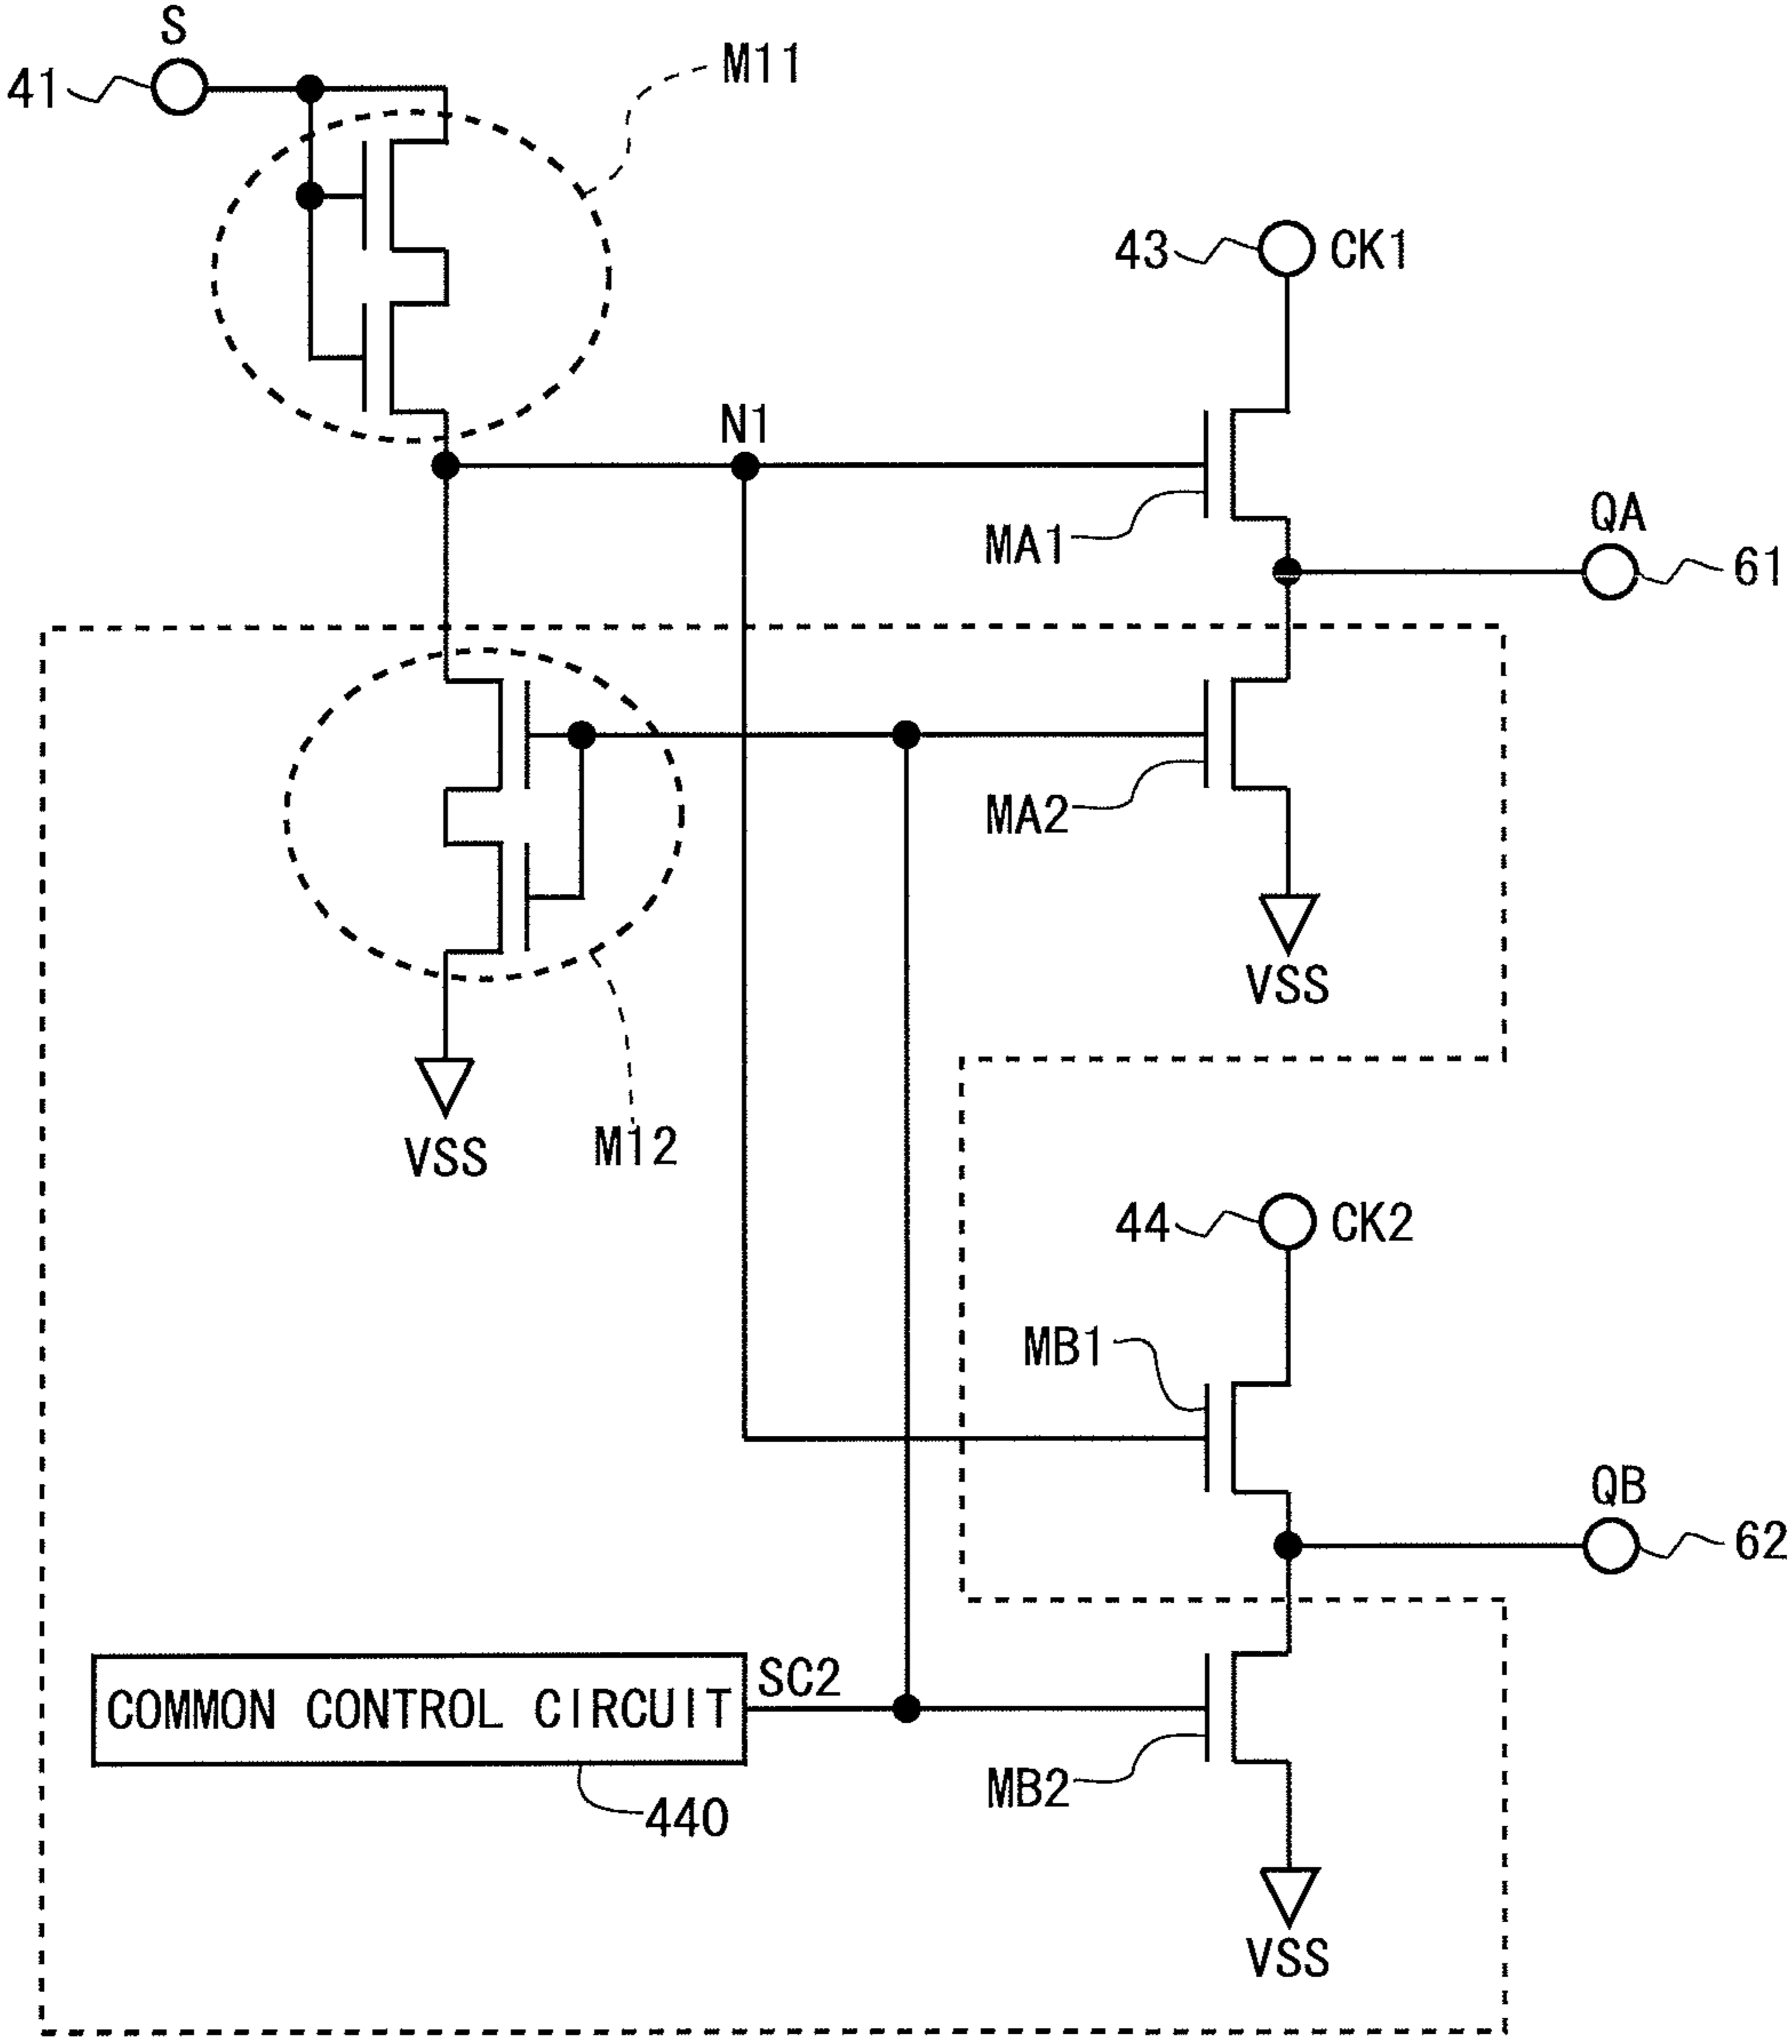 S
41
M11
43
CK1
N1
MA1
QA
61
MA2
VSS
VSS
M12
44
CK2
MB1
QB
62
COMMON CONTROL CIRCUIT
SC2
440
MB2
VSS